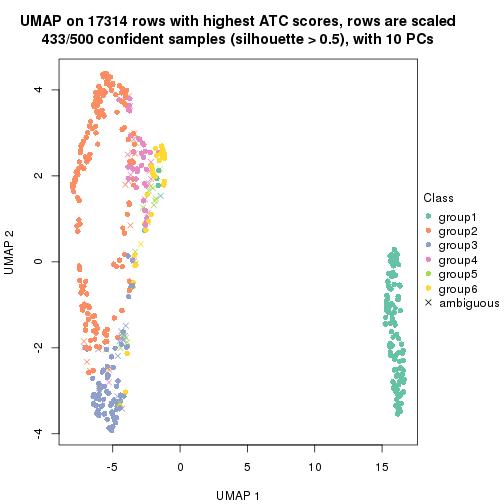 UMAP on 17314 rows with highest ATC scores, rows are scaled
433/500 confident samples (silhouette > 0.5), with 10 PCs
4
2
0
-2
-4
UMAP 2
-5
0
5
10
15
UMAP 1
Class
group1
group2
group3
group4
group5
group6
ambiguous